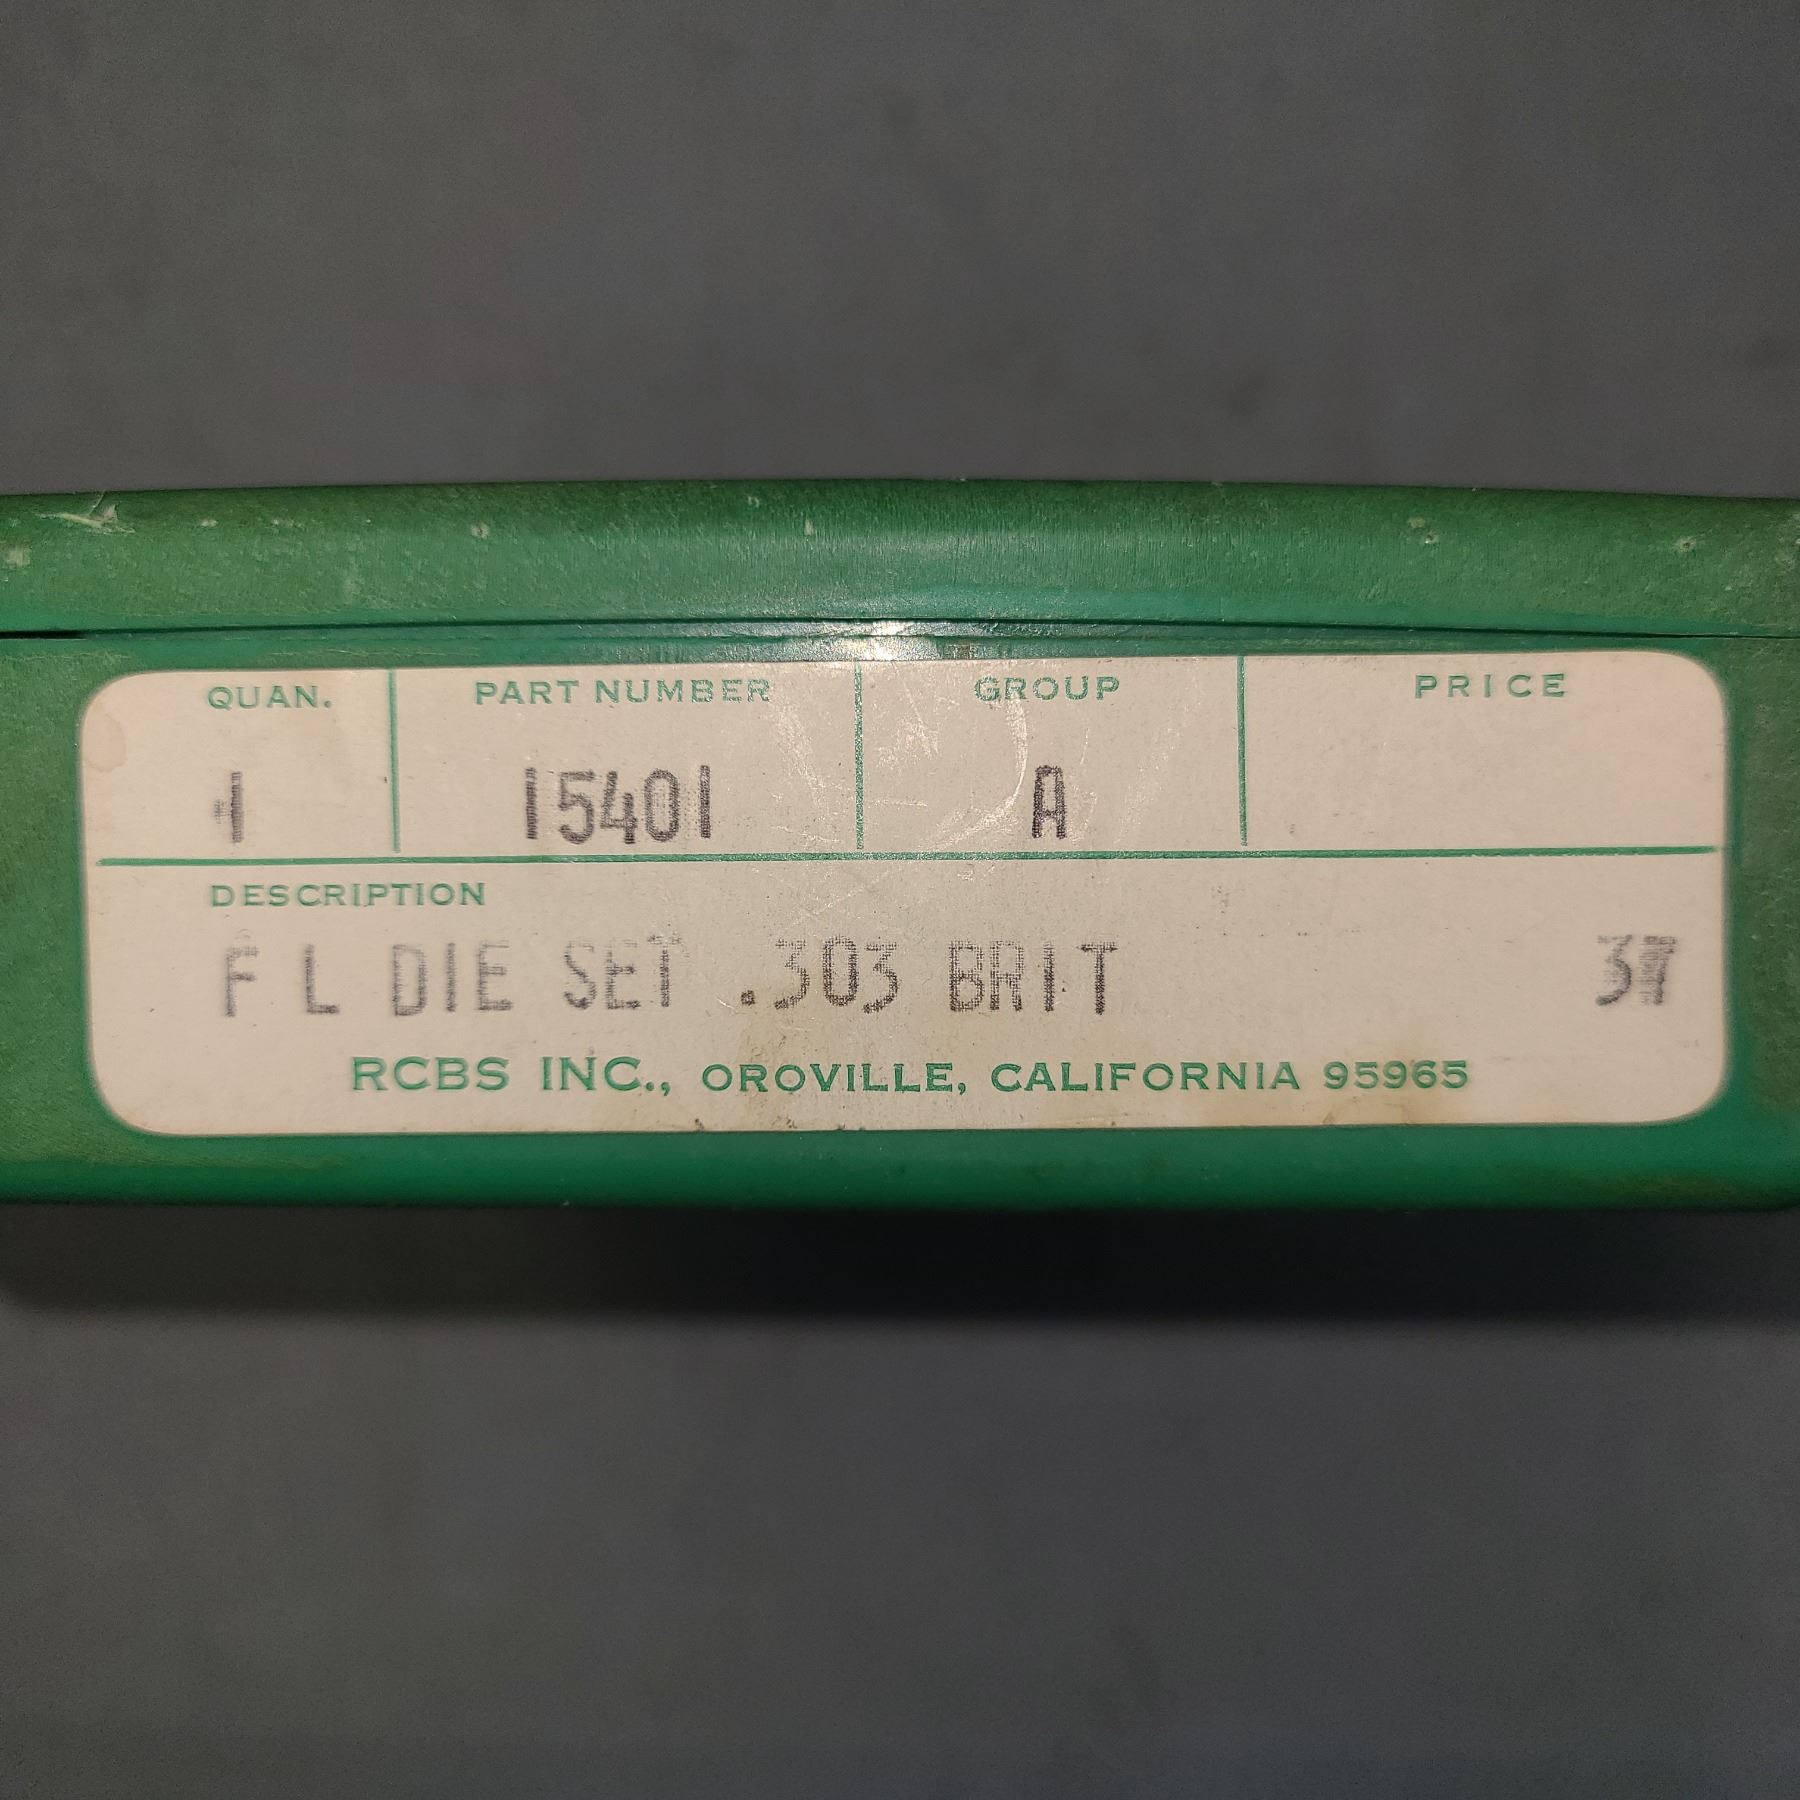 QUAN. PART NUMBER GROUP PRICE
1 15401 A
DESCRIPTION
F L DIE SET .303 BRIT 37
RCBS INC., OROVILLE, CALIFORNIA 95965